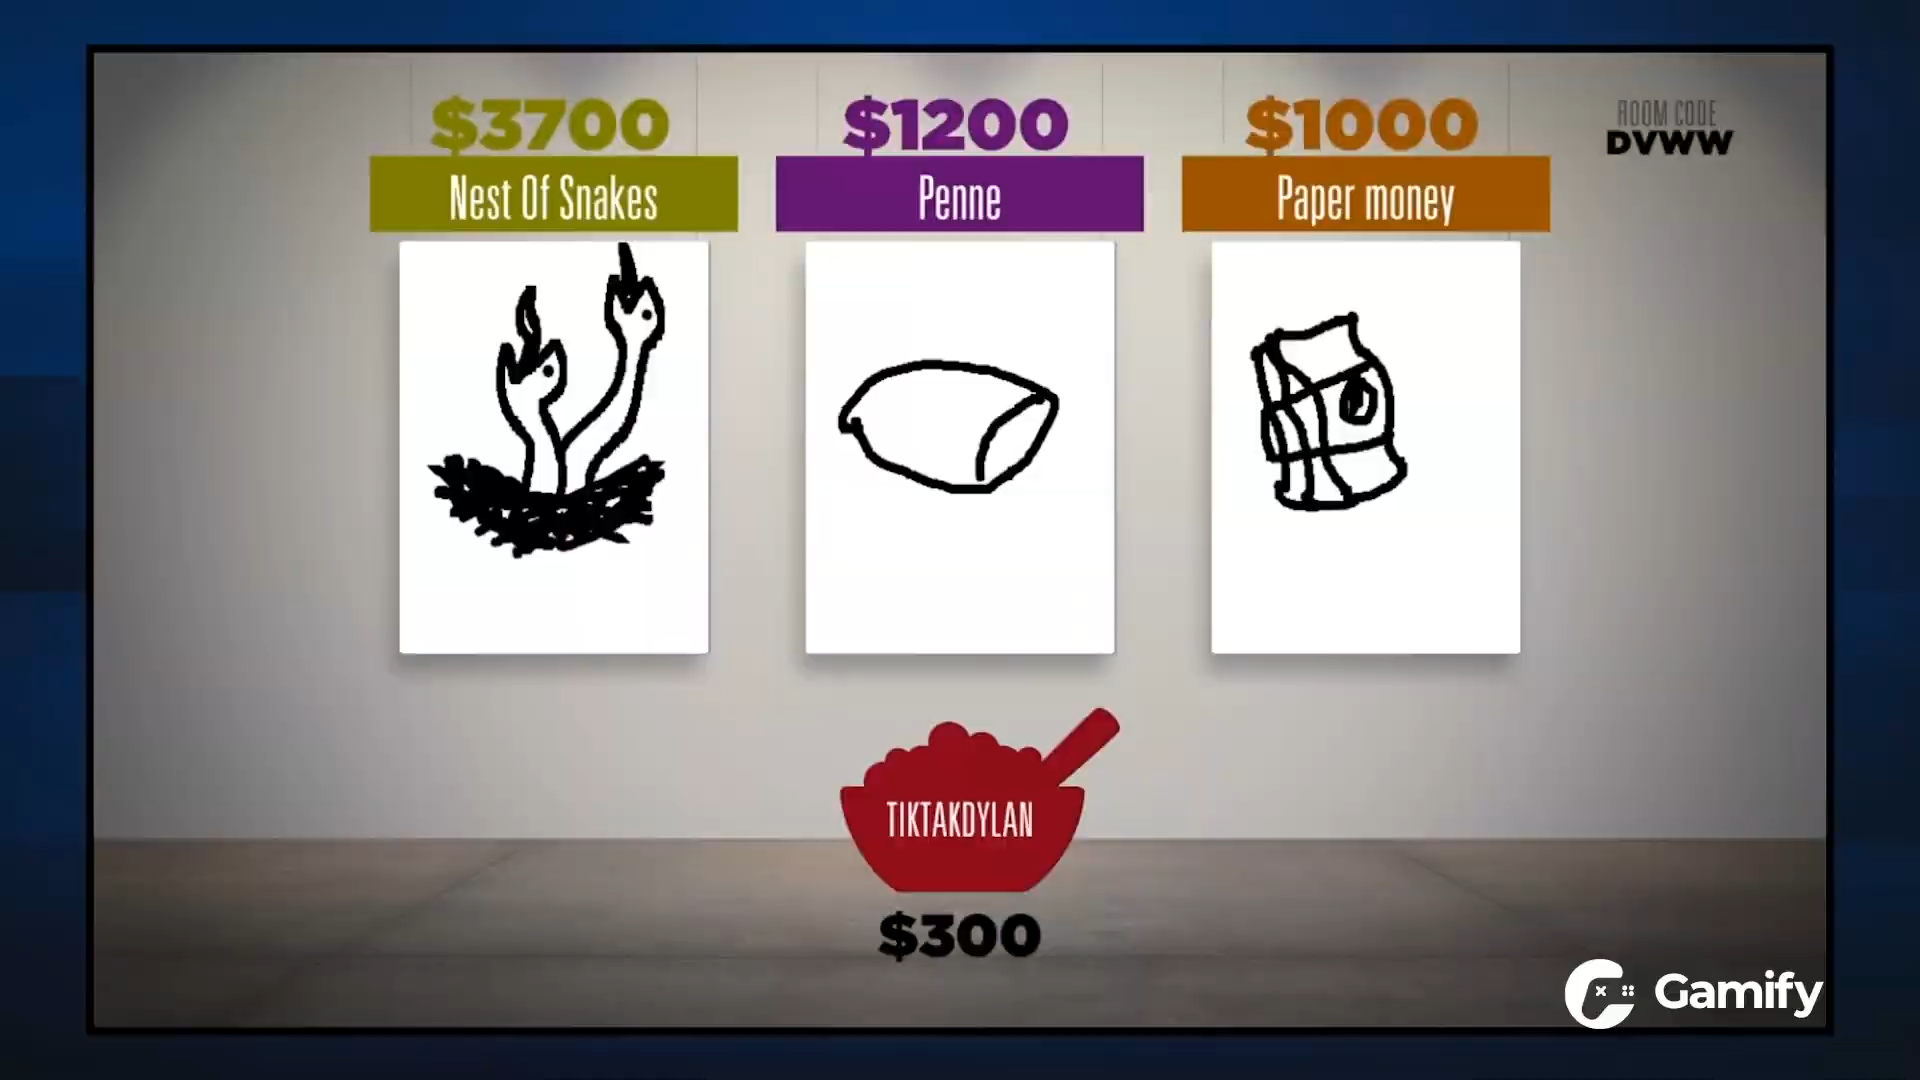 $3700
Nest Of Snakes
$1200
Penne
$1000
Paper money
ROOM CODE
DVWW
TIKTAKDYLAN
$300
Gamify